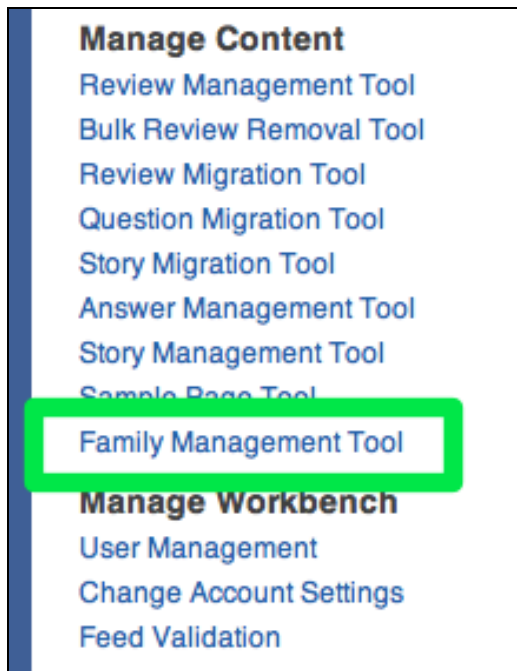 Manage Content
Review Management Tool
Bulk Review Removal Tool
Review Migration Tool
Question Migration Tool
Story Migration Tool
Answer Management Tool
Story Management Tool
Sample Page Tool
Family Management Tool
Manage Workbench
User Management
Change Account Settings
Feed Validation